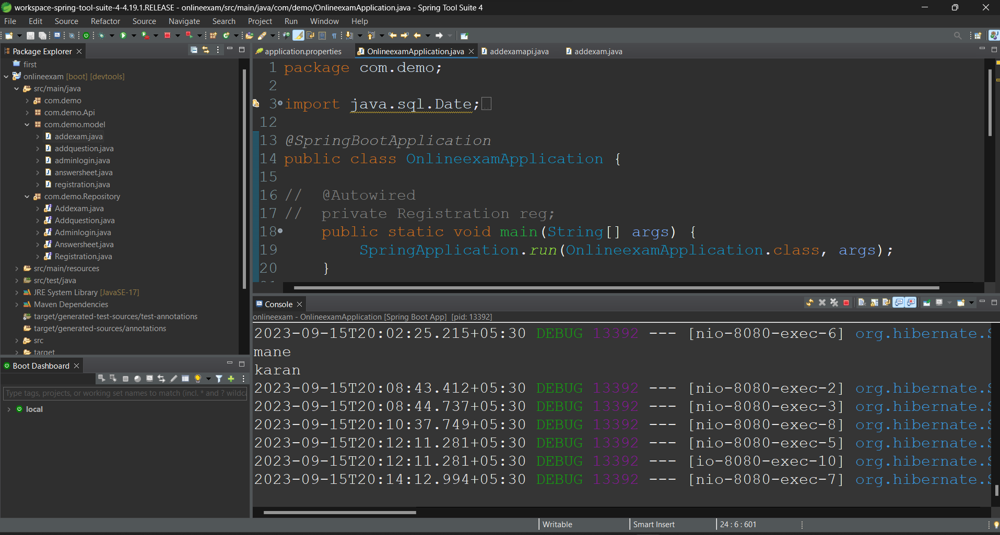 workspace-spring-tool-suite-4-4.19.1.RELEASE - onlineexam/src/main/java/com/demo/OnlineexamApplication.java - Spring Tool Suite 4
File Edit Source Refactor Source Navigate Search Project Run Window Help
Package Explorer
first
onlineexam [boot] [devtools]
src/main/java
com.demo
com.demo.Api
com.demo.model
addexam.java
addquestion.java
adminlogin.java
answersheet.java
registration.java
com.demo.Repository
Addexam.java
Addquestion.java
Adminlogin.java
Answersheet.java
Registration.java
src/main/resources
src/test/java
JRE System Library [JavaSE-17]
Maven Dependencies
target/generated-test-sources/test-annotations
target/generated-sources/annotations
src
target
Boot Dashboard
Type tags, projects, or working set names to match (incl. * and ? wildca
local
application.properties OnlineexamApplication.java addexamapi.java addexam.java
1 package com.demo;
2
3 import java.sql.Date;
12
13 @SpringBootApplication
14 public class OnlineexamApplication {
15
16 // @Autowired
17 // private Registration reg;
18 public static void main(String[] args) {
19 SpringApplication.run(OnlineexamApplication.class, args);
20 }
Console
onlineexam - OnlineexamApplication [Spring Boot App] [pid: 13392]
2023-09-15T20:02:25.215+05:30 DEBUG 13392 --- [nio-8080-exec-6] org.hibernate.S
mane
karan
2023-09-15T20:08:43.412+05:30 DEBUG 13392 --- [nio-8080-exec-2] org.hibernate.S
2023-09-15T20:08:44.737+05:30 DEBUG 13392 --- [nio-8080-exec-3] org.hibernate.S
2023-09-15T20:10:37.749+05:30 DEBUG 13392 --- [nio-8080-exec-8] org.hibernate.S
2023-09-15T20:12:11.281+05:30 DEBUG 13392 --- [nio-8080-exec-5] org.hibernate.S
2023-09-15T20:12:11.281+05:30 DEBUG 13392 --- [io-8080-exec-10] org.hibernate.S
2023-09-15T20:14:12.994+05:30 DEBUG 13392 --- [nio-8080-exec-7] org.hibernate.S
Writable Smart Insert 24 : 6 : 601